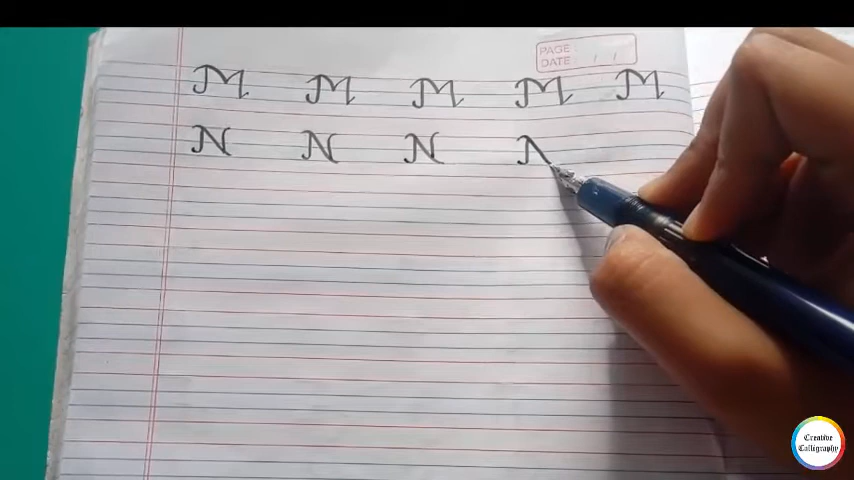 PAGE :
DATE : / /
M M M M M
N N N N
Creative
Calligraphy